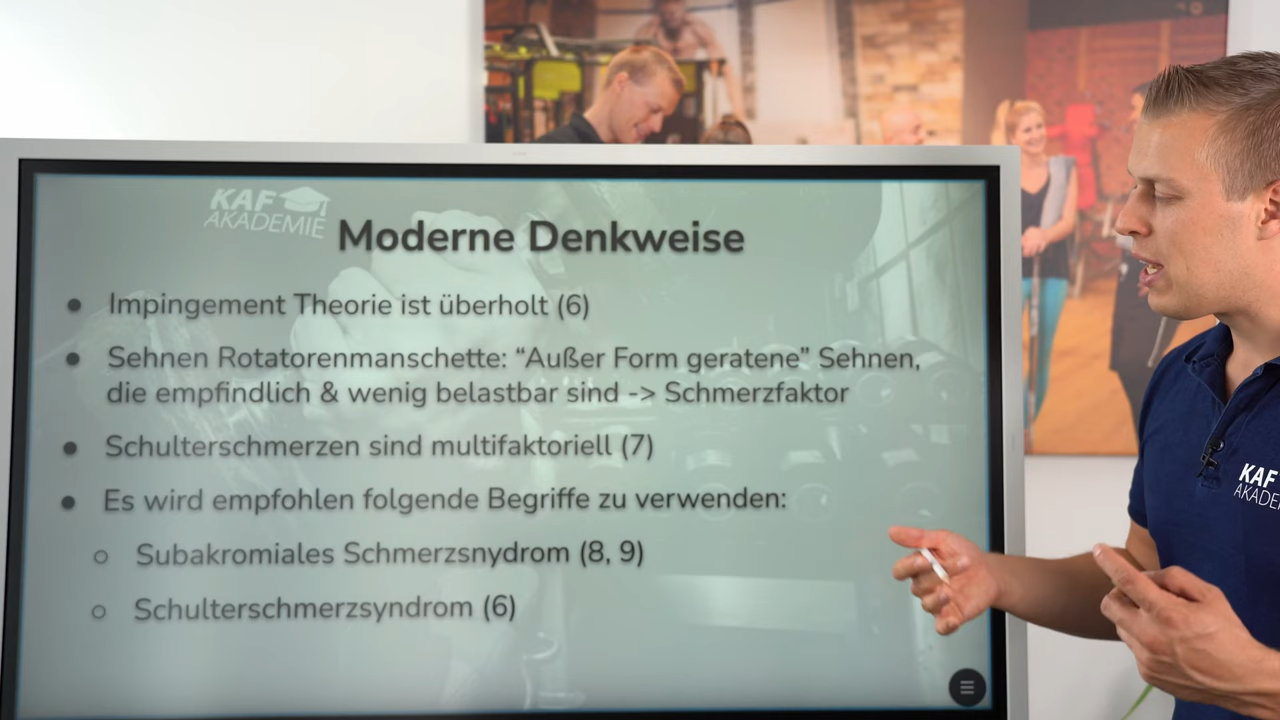 KAF
AKADEMIE
Moderne Denkweise
● Impingement Theorie ist überholt (6)
● Sehnen Rotatorenmanschette: “Außer Form geratene” Sehnen,
die empfindlich & wenig belastbar sind -> Schmerzfaktor
● Schulterschmerzen sind multifaktoriell (7)
● Es wird empfohlen folgende Begriffe zu verwenden:
○ Subakromiales Schmerzsnydrom (8, 9)
○ Schulterschmerzsyndrom (6)
KAF
AKADEM